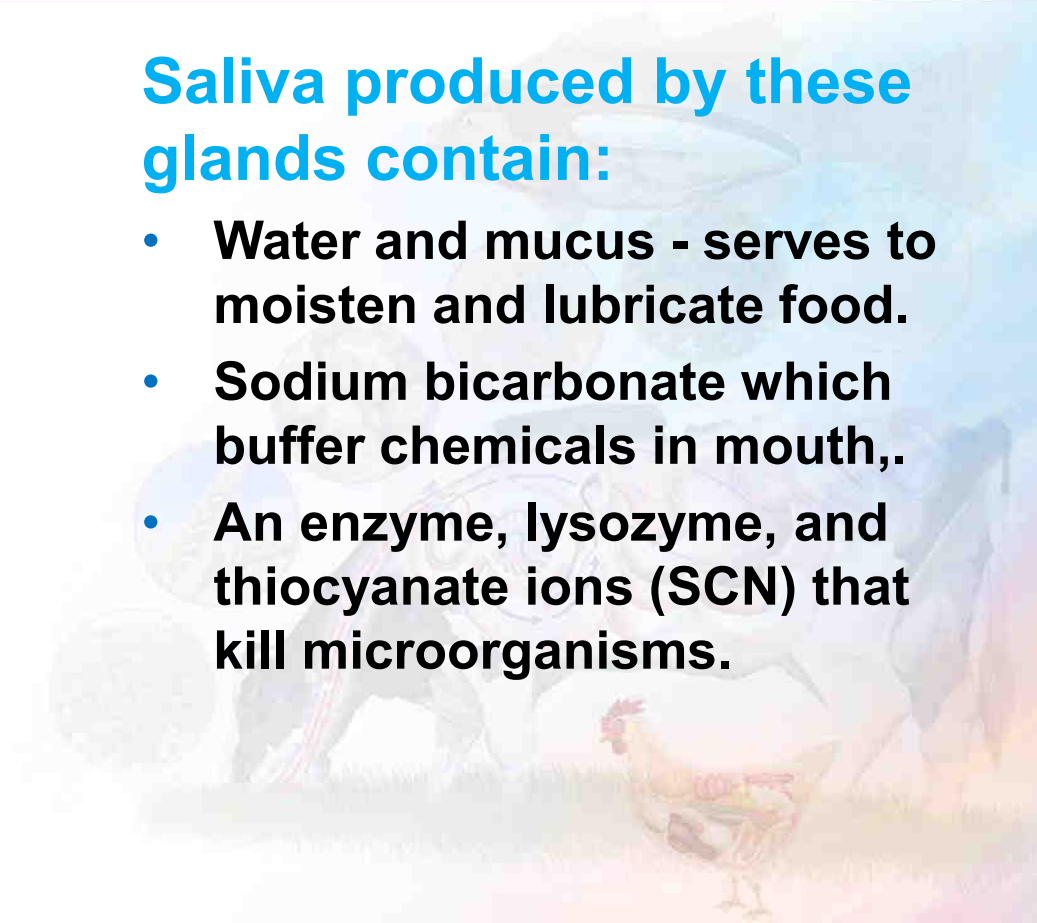 Saliva produced by these
glands contain:
• Water and mucus - serves to
moisten and lubricate food.
• Sodium bicarbonate which
buffer chemicals in mouth,.
• An enzyme, lysozyme, and
thiocyanate ions (SCN) that
kill microorganisms.